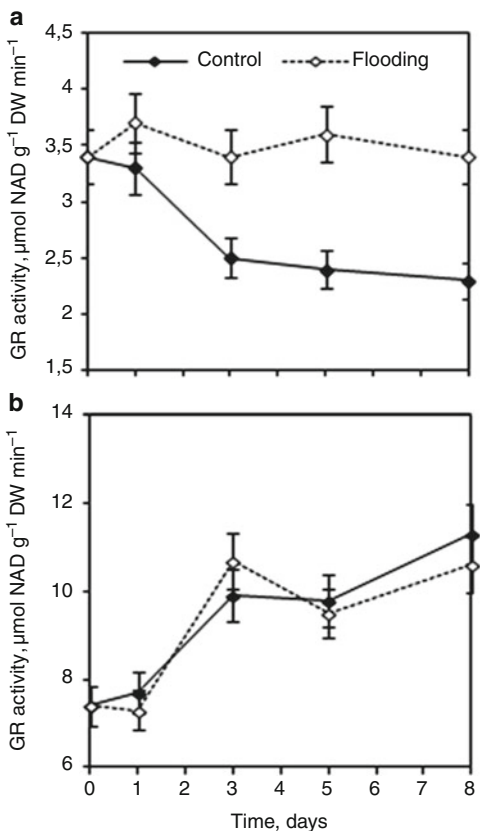 a
4,5
4
3,5
3
2,5
2
1,5
GR activity, µmol NAD g⁻¹ DW min⁻¹
Control
Flooding
b
14
12
10
8
6
GR activity, µmol NAD g⁻¹ DW min⁻¹
0 1 2 3 4 5 6 7 8
Time, days